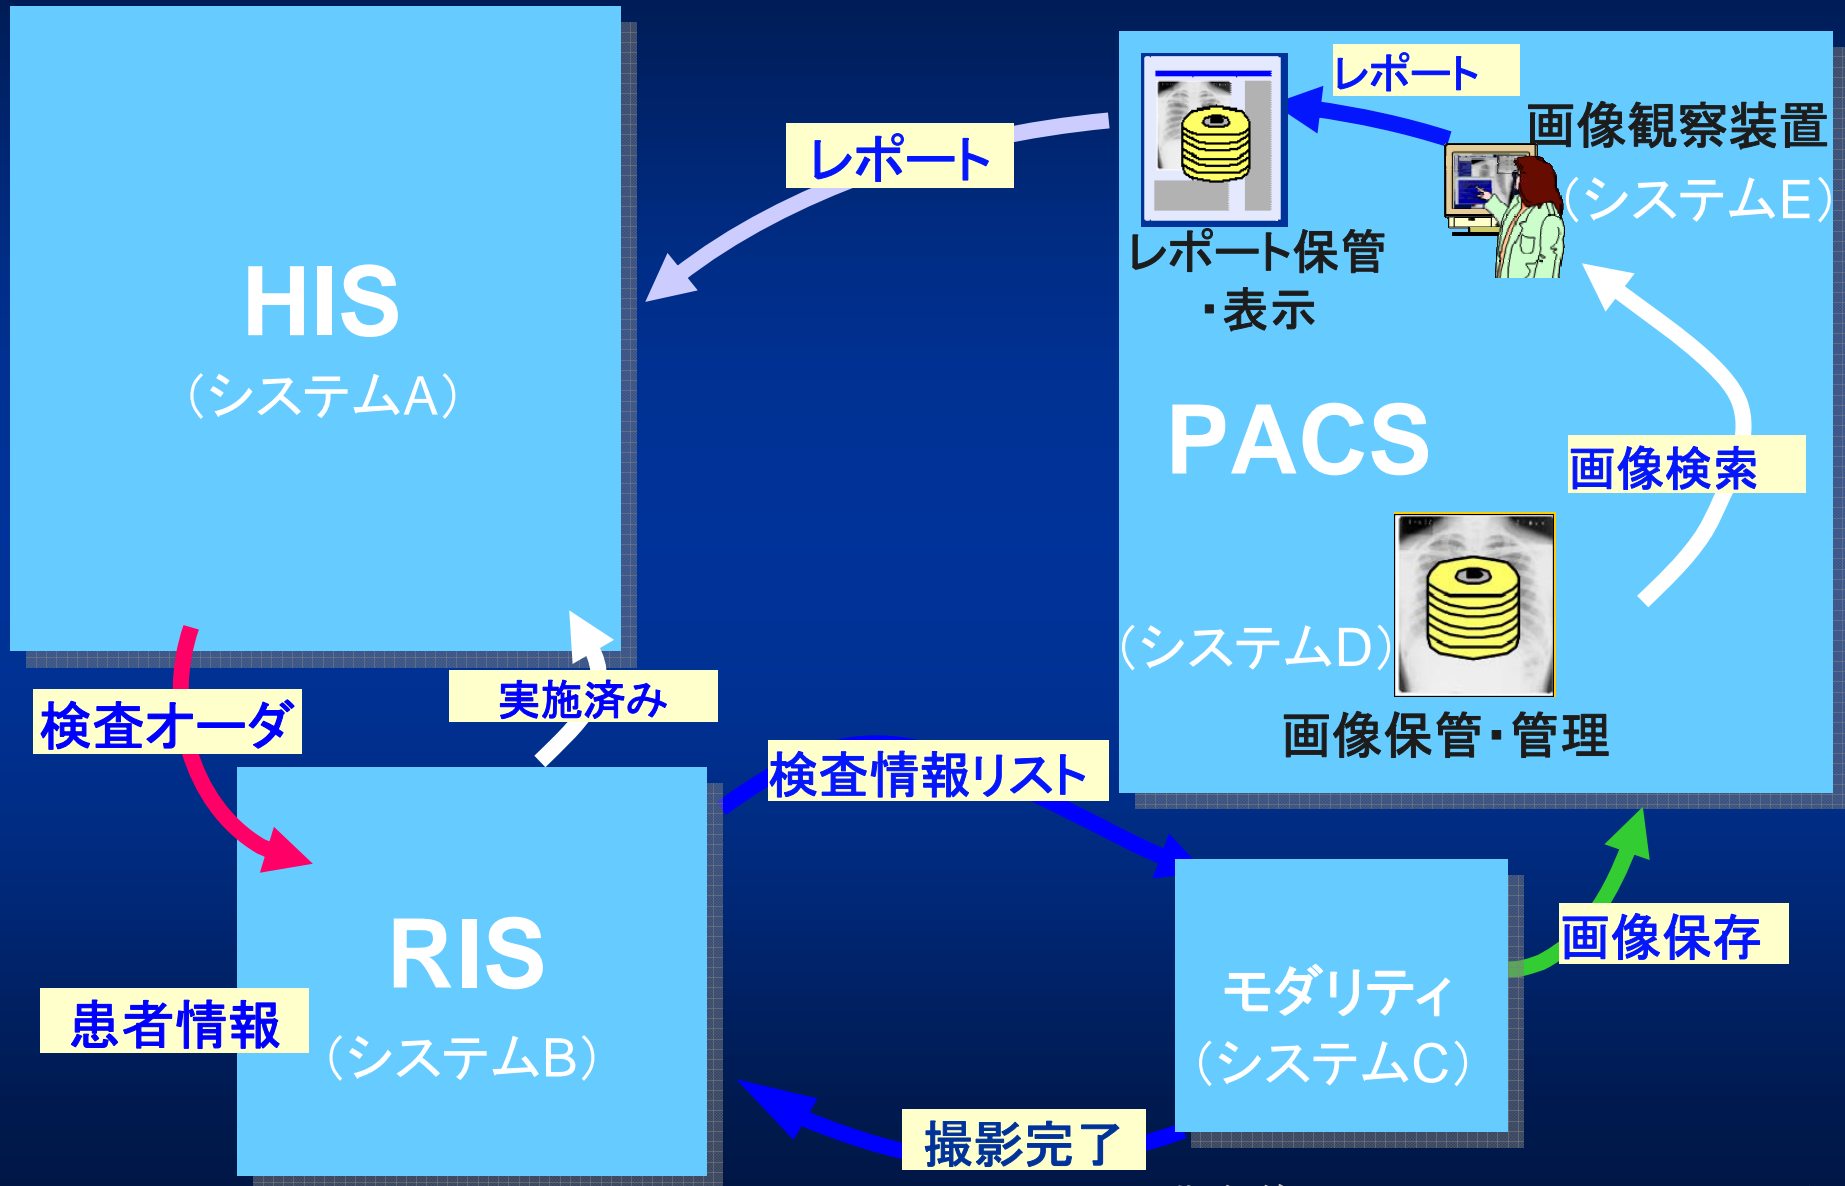 レポート
画像観察装置
(システムE)
レポート
レポート保管
・表示
HIS
(システムA)
PACS
画像検索
(システムD)
画像保管・管理
実施済み
検査オーダ
検査情報リスト
画像保存
RIS
(システムB)
モダリティ
(システムC)
患者情報
撮影完了